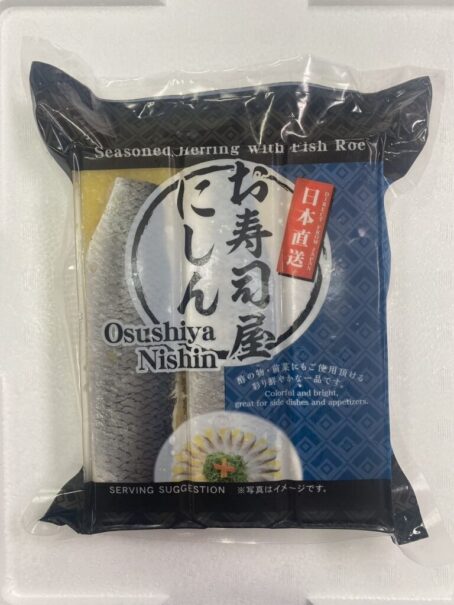 Seasoned Herring with Fish Roe
お寿司屋
にしん
日本直送
DIRECT FROM JAPAN
Osushiya
Nishin
酢の物・前菜にもご使用頂ける
彩り鮮やかな一品です。
Colorful and bright,
great for side dishes and appetizers.
SERVING SUGGESTION ※写真はイメージです。